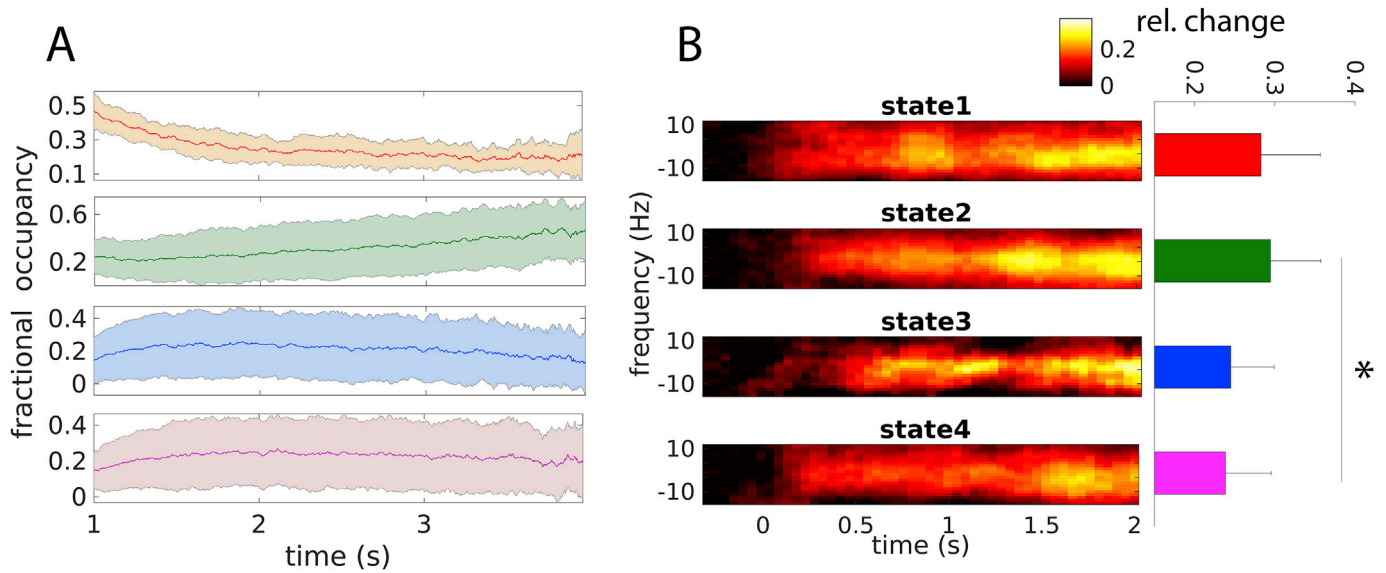 A
0.5
0.3
0.1
0.6
0.2
0.4
0.2
0
0.4
0.2
0
fractional occupancy
1 2 3
time (s)
B
rel. change
0.2
0
0.2 0.3 0.4
state1
10
-10
state2
10
-10
state3
10
-10
state4
10
-10
frequency (Hz)
0 0.5 1 1.5 2
time (s)
*